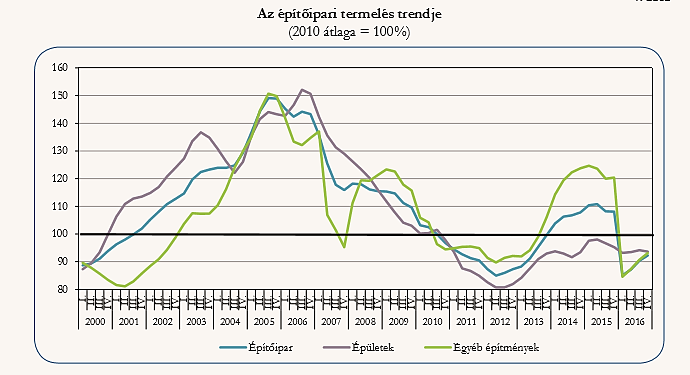 Az építőipari termelés trendje
(2010 átlaga = 100%)
160
150
140
130
120
110
100
90
80
2000 2001 2002 2003 2004 2005 2006 2007 2008 2009 2010 2011 2012 2013 2014 2015 2016
Építőipar Épületek Egyéb építmények